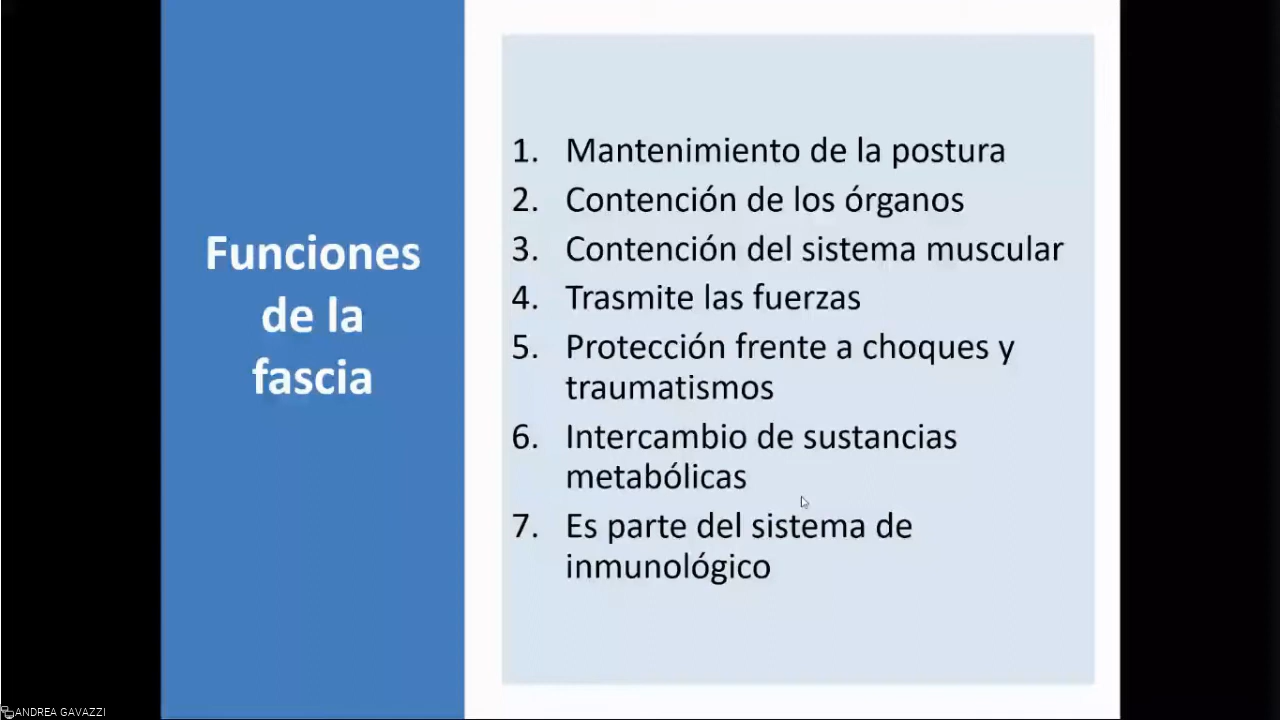 Funciones
de la
fascia
1. Mantenimiento de la postura
2. Contención de los órganos
3. Contención del sistema muscular
4. Trasmite las fuerzas
5. Protección frente a choques y
traumatismos
6. Intercambio de sustancias
metabólicas
7. Es parte del sistema de
inmunológico
ANDREA GAVAZZI